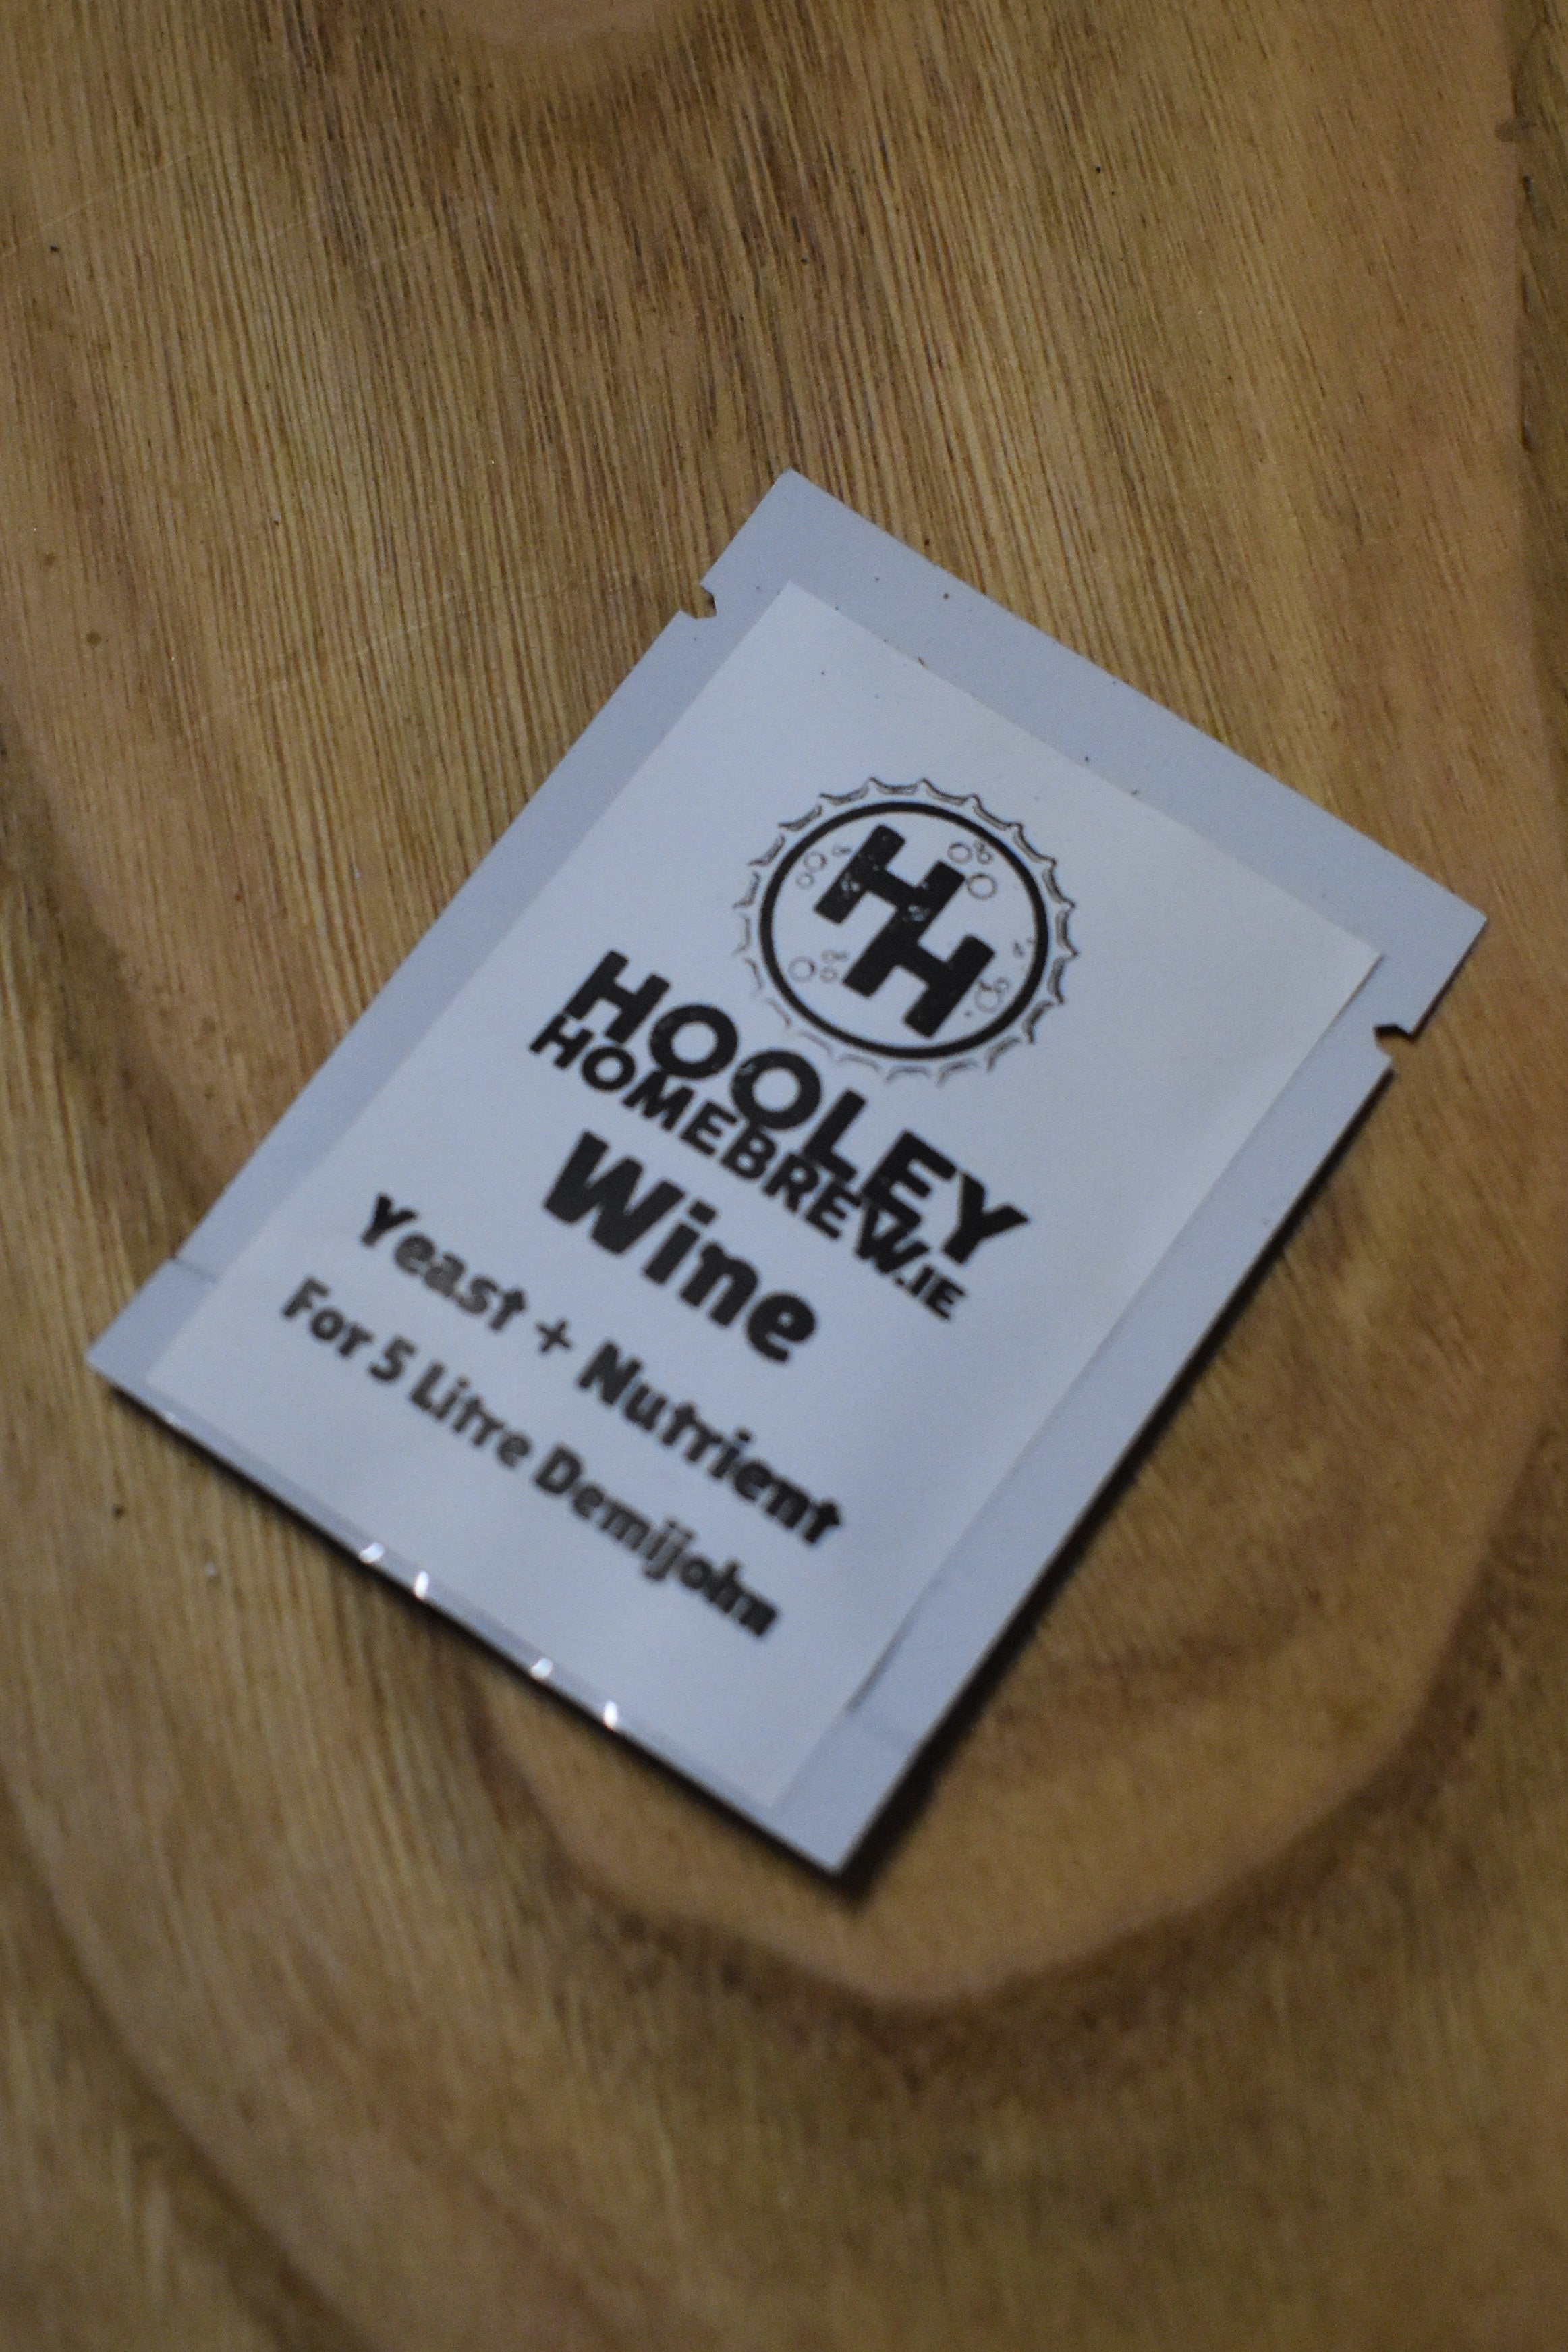 HH
HOOLEY
HOMEBREW.IE
Wine
Yeast + Nutrient
For 5 Litre Demijohn